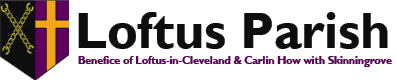 Loftus Parish
Benefice of Loftus-in-Cleveland & Carlin How with Skinningrove